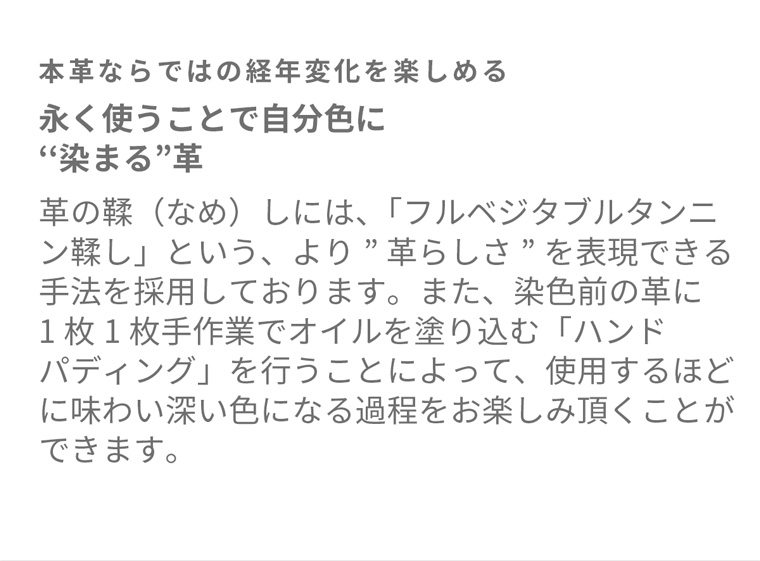 本革ならではの経年変化を楽しめる
永く使うことで自分色に
“染まる”革
革の鞣（なめ）しには、「フルベジタブルタンニ
ン鞣し」という、より ” 革らしさ ” を表現できる
手法を採用しております。また、染色前の革に
1 枚 1 枚手作業でオイルを塗り込む「ハンド
パディング」を行うことによって、使用するほど
に味わい深い色になる過程をお楽しみ頂くことが
できます。